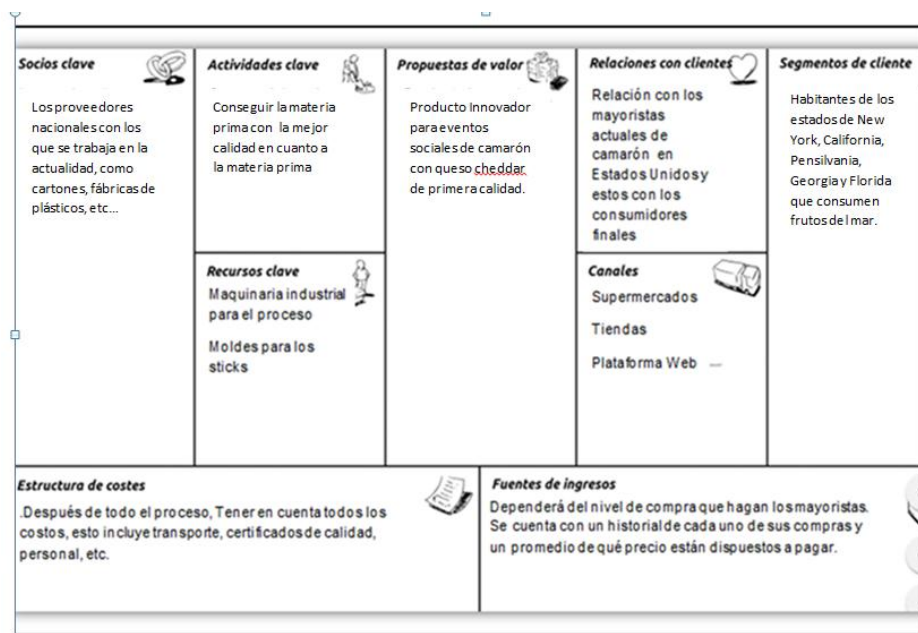 Socios clave
Los proveedores
nacionales con los
que se trabaja en la
actualidad, como
cartones, fábricas de
plásticos, etc...
Actividades clave
Conseguir la materia
prima con la mejor
calidad en cuanto a
la materia prima
Recursos clave
Maquinaria industrial
para el proceso
Moldes para los
sticks
Propuestas de valor
Producto Innovador
para eventos
sociales de camarón
con queso cheddar
de primera calidad.
Relaciones con clientes
Relación con los
mayoristas
actuales de
camarón en
Estados Unidos y
estos con los
consumidores
finales
Canales
Supermercados
Tiendas
Plataforma Web
Segmentos de cliente
Habitantes de los
estados de New
York, California,
Pensilvania,
Georgia y Florida
que consumen
frutos del mar.
Estructura de costes
.Después de todo el proceso, Tener en cuenta todos los
costos, esto incluye transporte, certificados de calidad,
personal, etc.
Fuentes de ingresos
Dependerá del nivel de compra que hagan los mayoristas.
Se cuenta con un historial de cada uno de sus compras y
un promedio de qué precio están dispuestos a pagar.